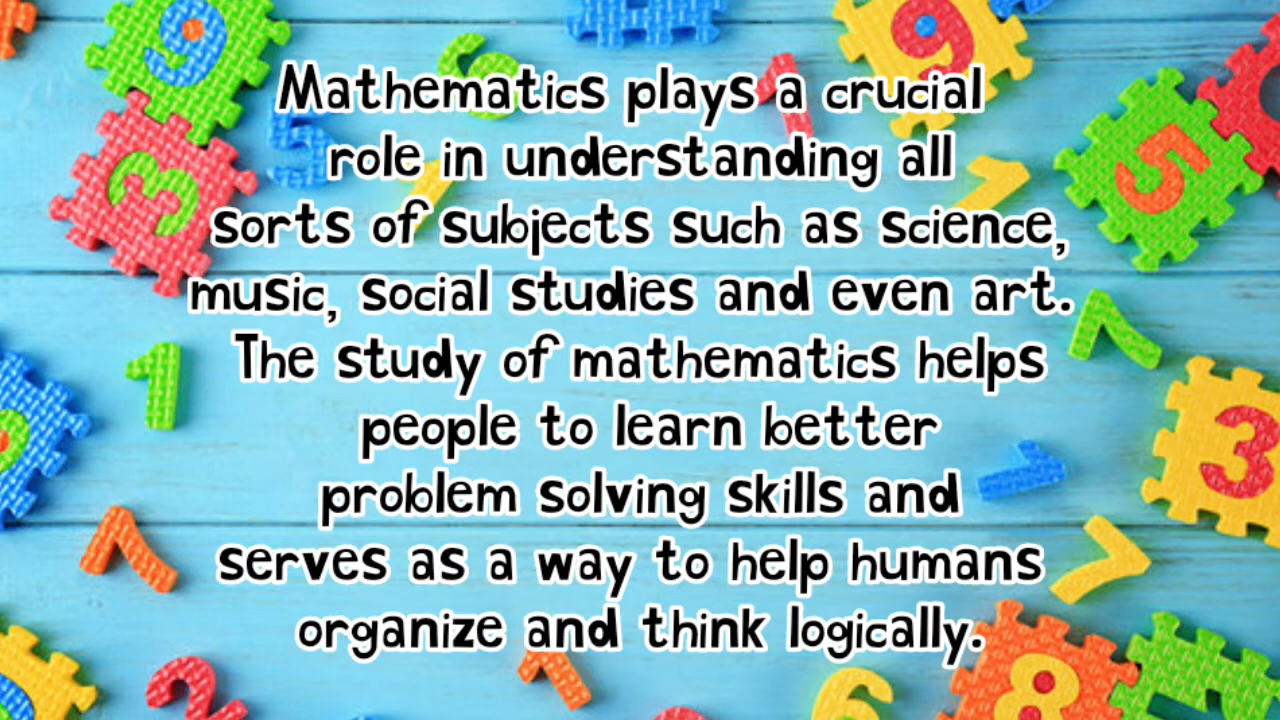 Mathematics plays a crucial
role in understanding all
sorts of subjects such as science,
music, social studies and even art.
The study of mathematics helps
people to learn better
problem solving skills and
serves as a way to help humans
organize and think logically.